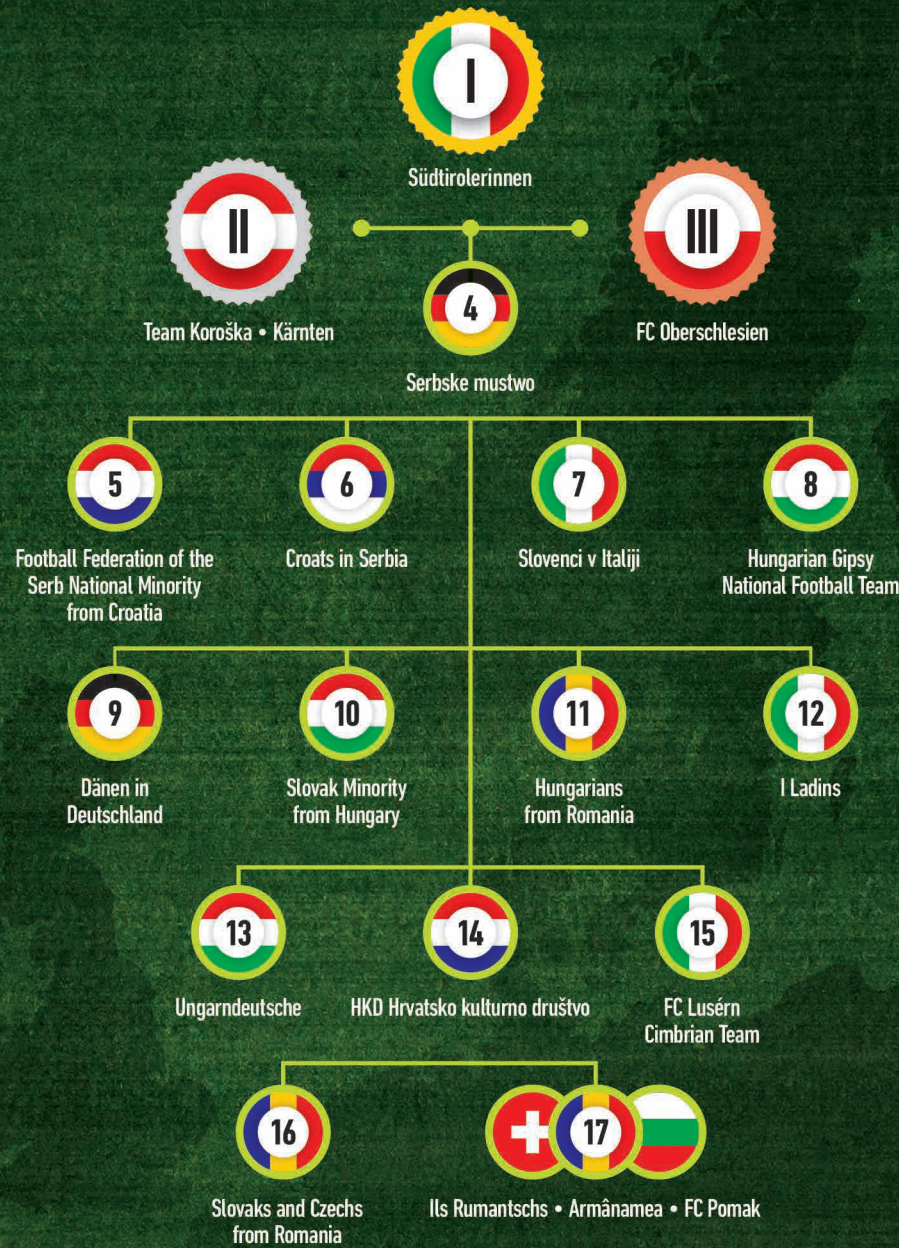 I
Südtirolerinnen
II
Team Koroška • Kärnten
III
FC Oberschlesien
4
Serbske mustwo
5
Football Federation of the
Serb National Minority
from Croatia
6
Croats in Serbia
7
Slovenci v Italiji
8
Hungarian Gipsy
National Football Team
9
Dänen in
Deutschland
10
Slovak Minority
from Hungary
11
Hungarians
from Romania
12
I Ladins
13
Ungarndeutsche
14
HKD Hrvatsko kulturno društvo
15
FC Lusérn
Cimbrian Team
16
Slovaks and Czechs
from Romania
17
Ils Rumantschs • Armânamea • FC Pomak